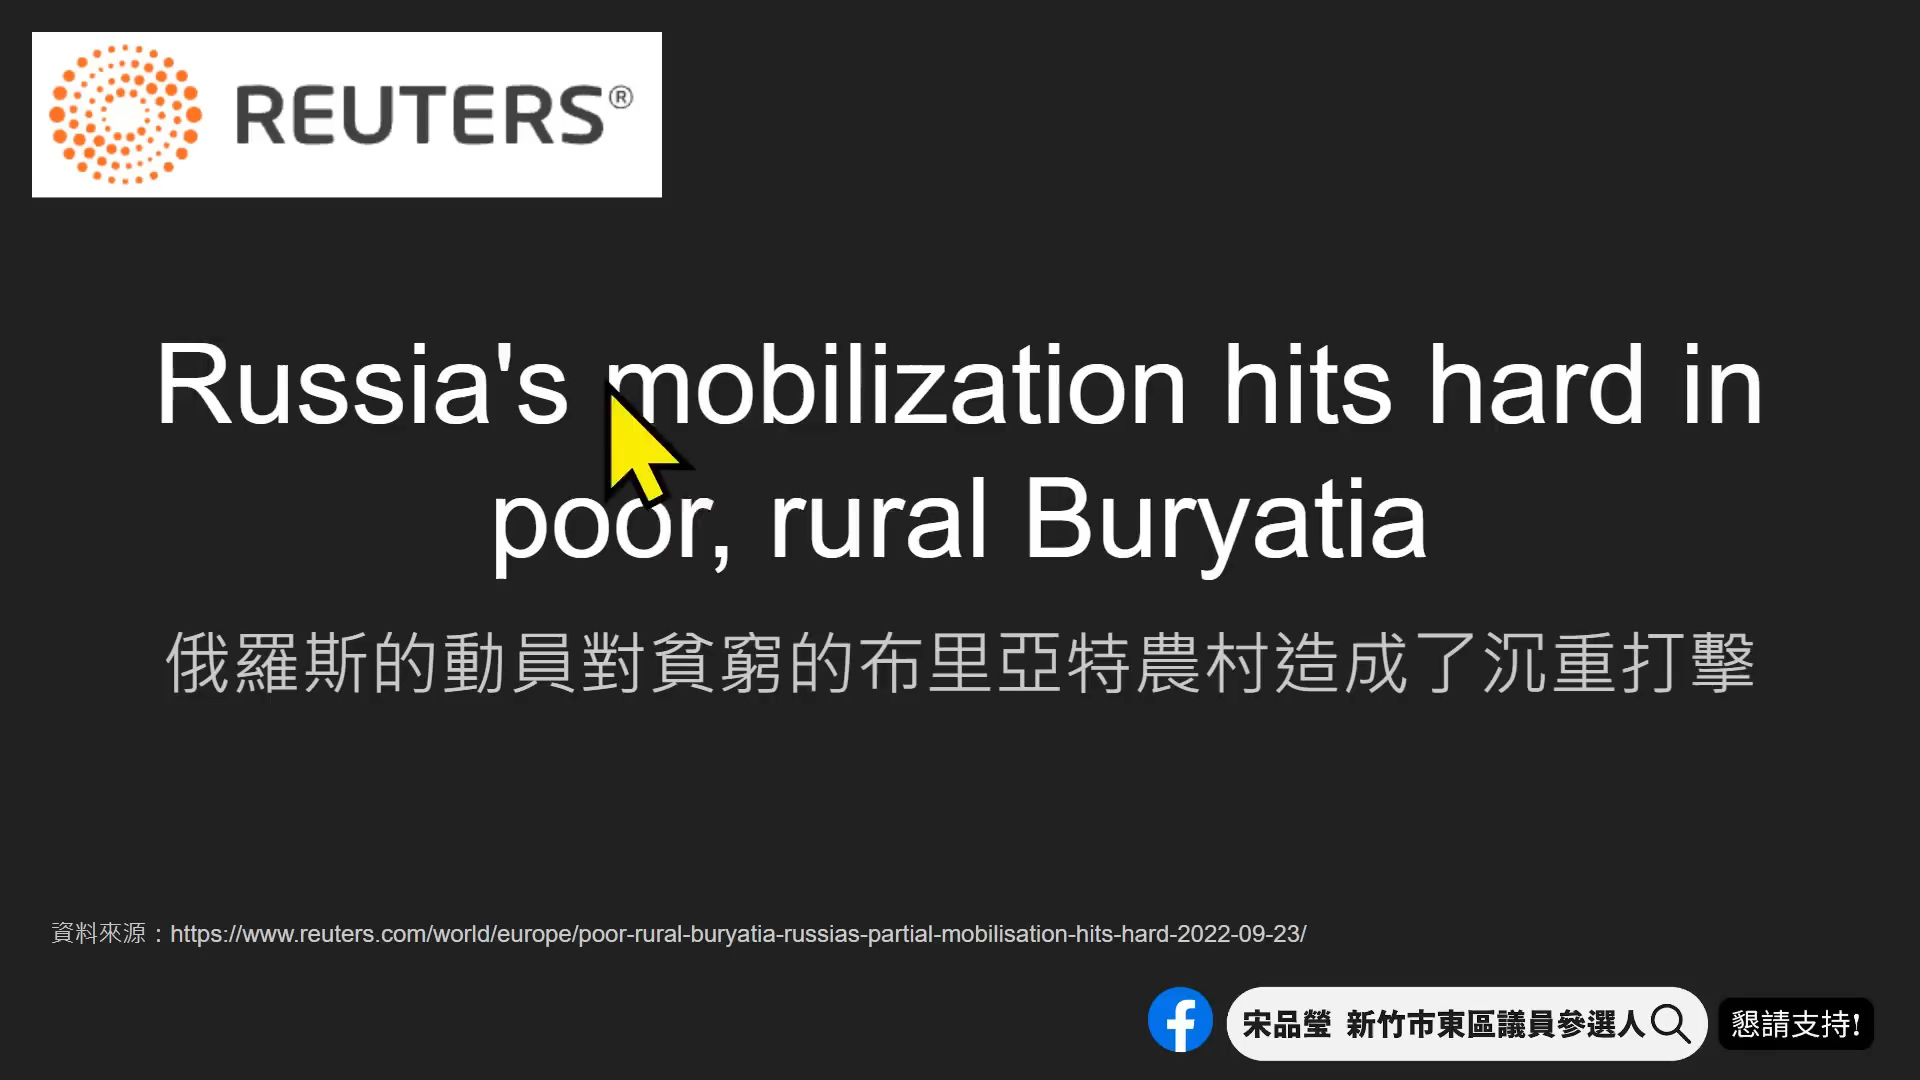 REUTERS®
Russia's mobilization hits hard in
poor, rural Buryatia
俄羅斯的動員對貧窮的布里亞特農村造成了沉重打擊
資料來源：https://www.reuters.com/world/europe/poor-rural-buryatia-russias-partial-mobilisation-hits-hard-2022-09-23/
宋品瑩 新竹市東區議員參選人 懇請支持!